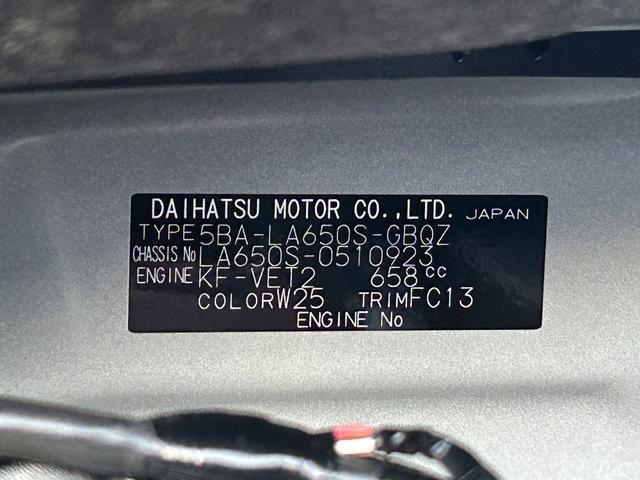 DAIHATSU MOTOR CO.,LTD. JAPAN
TYPE 5BA-LA650S-GBQZ
CHASSIS No LA650S-0510923
ENGINE KF-VET2 658cc
COLOR W25 TRIM FC13
ENGINE No